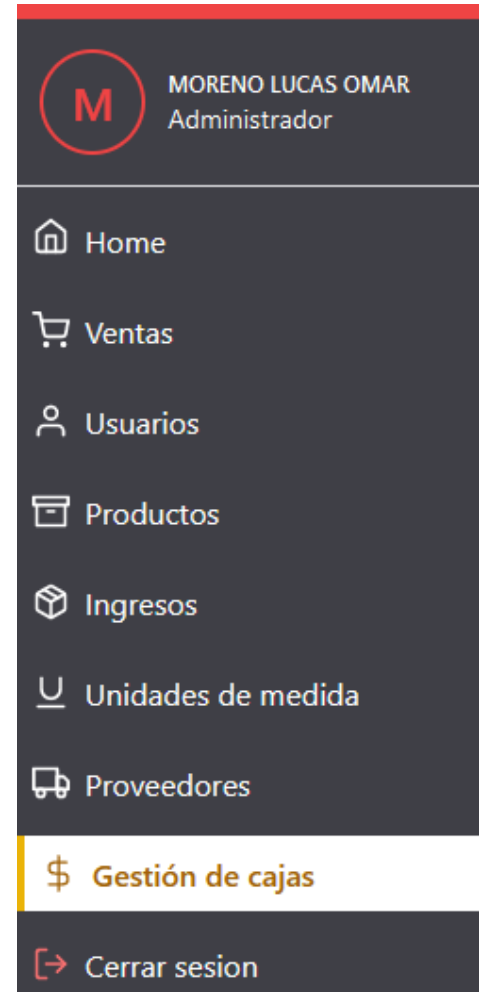 M
MORENO LUCAS OMAR
Administrador
Home
Ventas
Usuarios
Productos
Ingresos
Unidades de medida
Proveedores
$ Gestión de cajas
Cerrar sesion